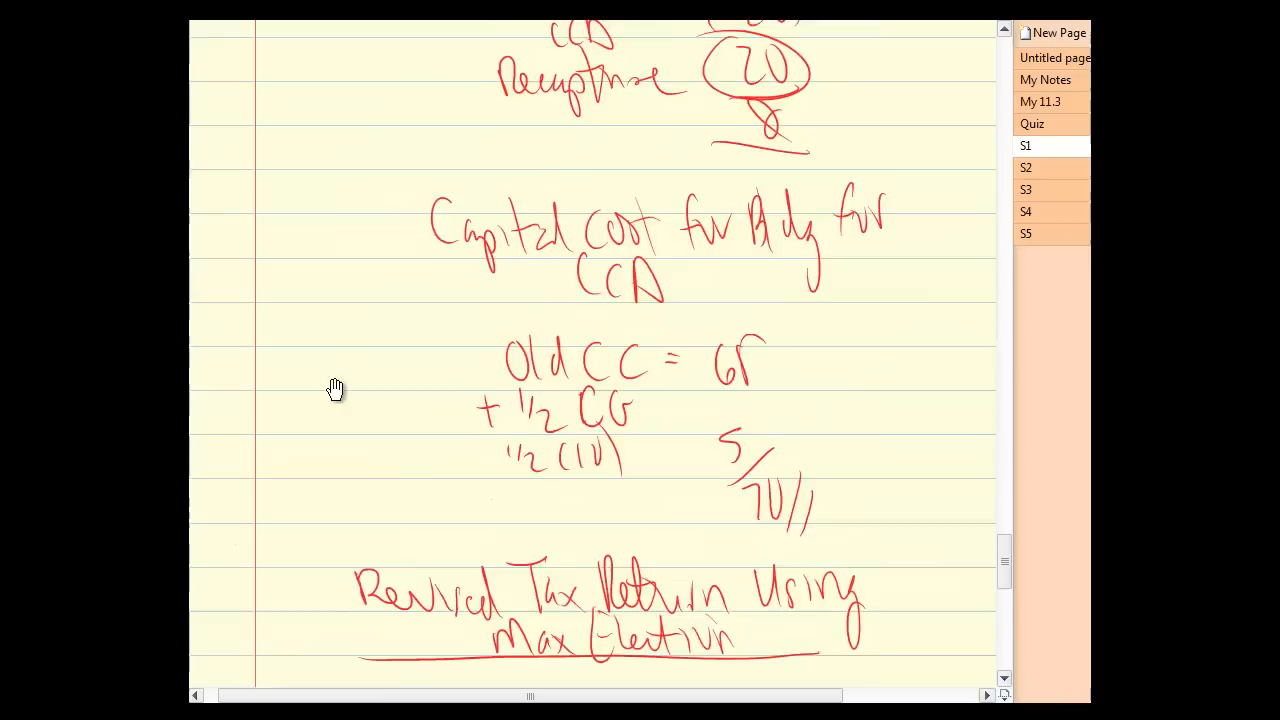 CCA
Recapture 20
Capital Cost for Bldg for
CCA
Old CC = 65
+ 1/2 CG
1/2 (10) 5
70
Revised Tax Return Using
Max Election
New Page
Untitled page
My Notes
My 11.3
Quiz
S1
S2
S3
S4
S5